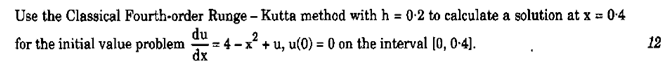 Use the Classical Fourth-order Runge – Kutta method with h = 0·2 to calculate a solution at x = 0·4
for the initial value problem du/dx = 4 – x² + u, u(0) = 0 on the interval [0, 0·4]. 12